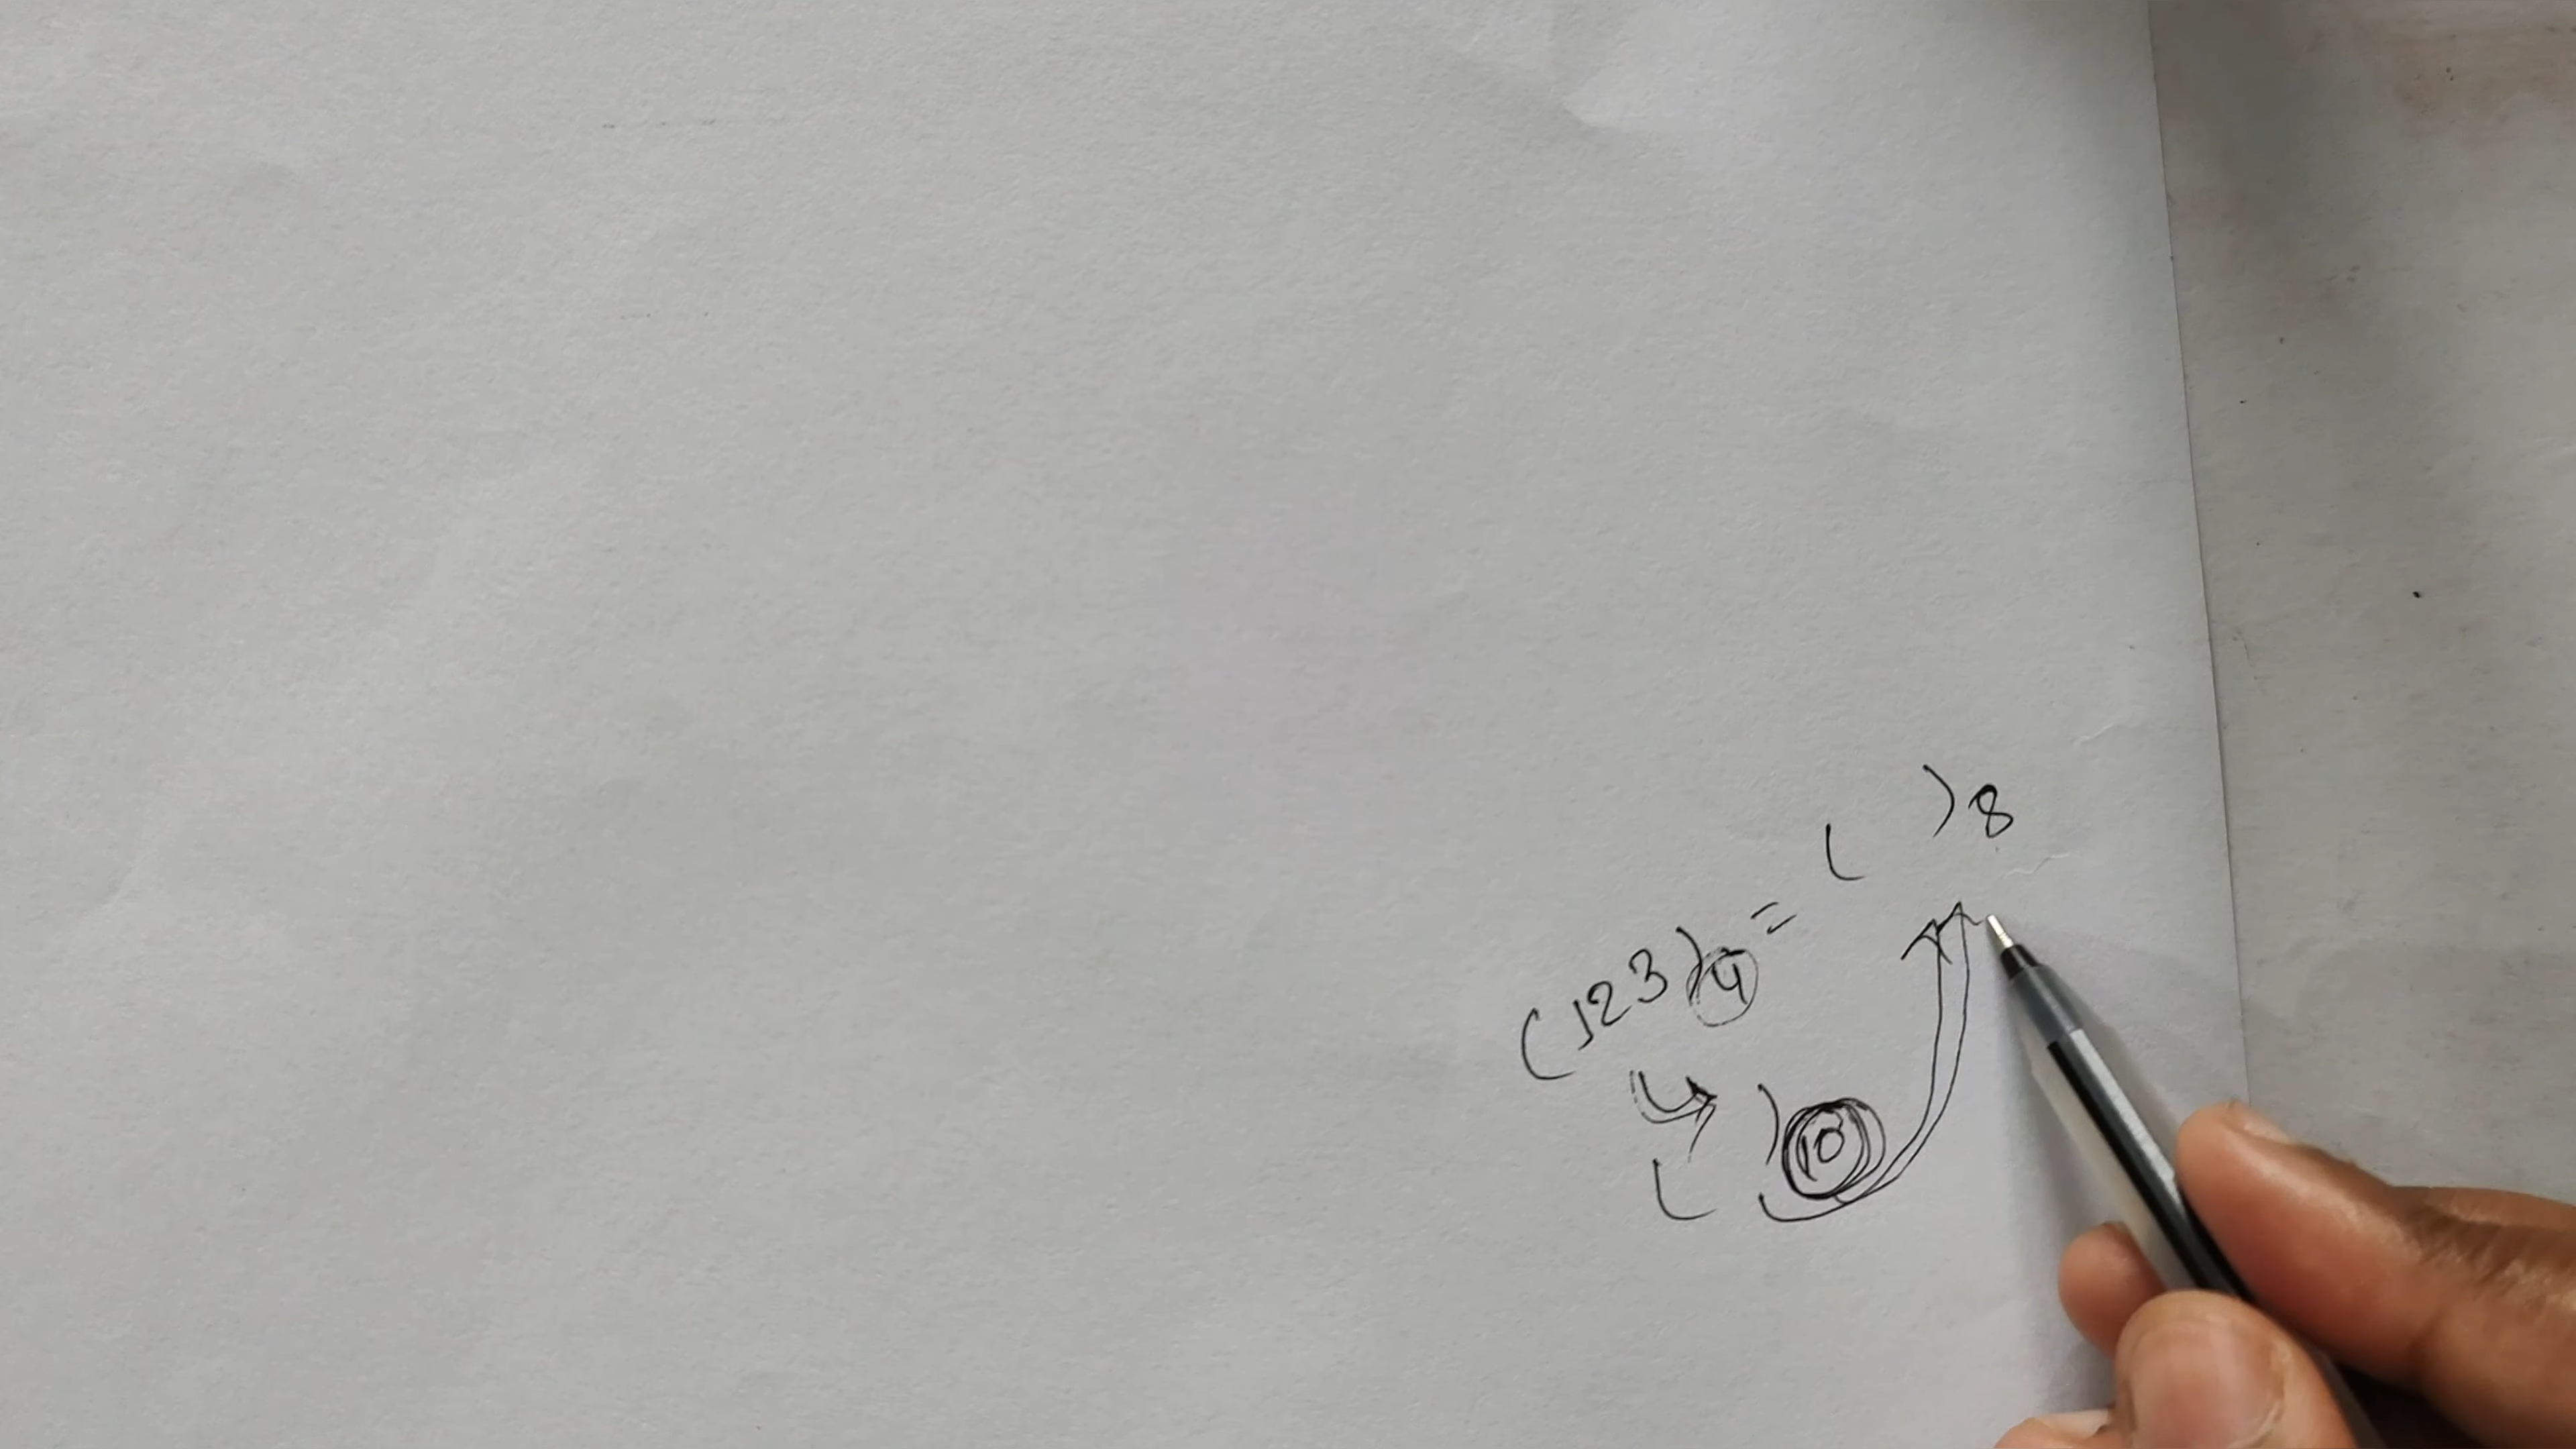 (123)4 = (    )8
(    )10